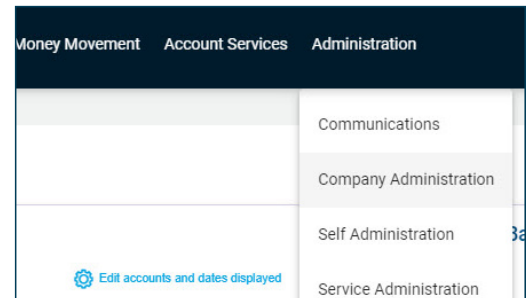 Money Movement Account Services Administration
Communications
Company Administration
Self Administration
Edit accounts and dates displayed
Service Administration